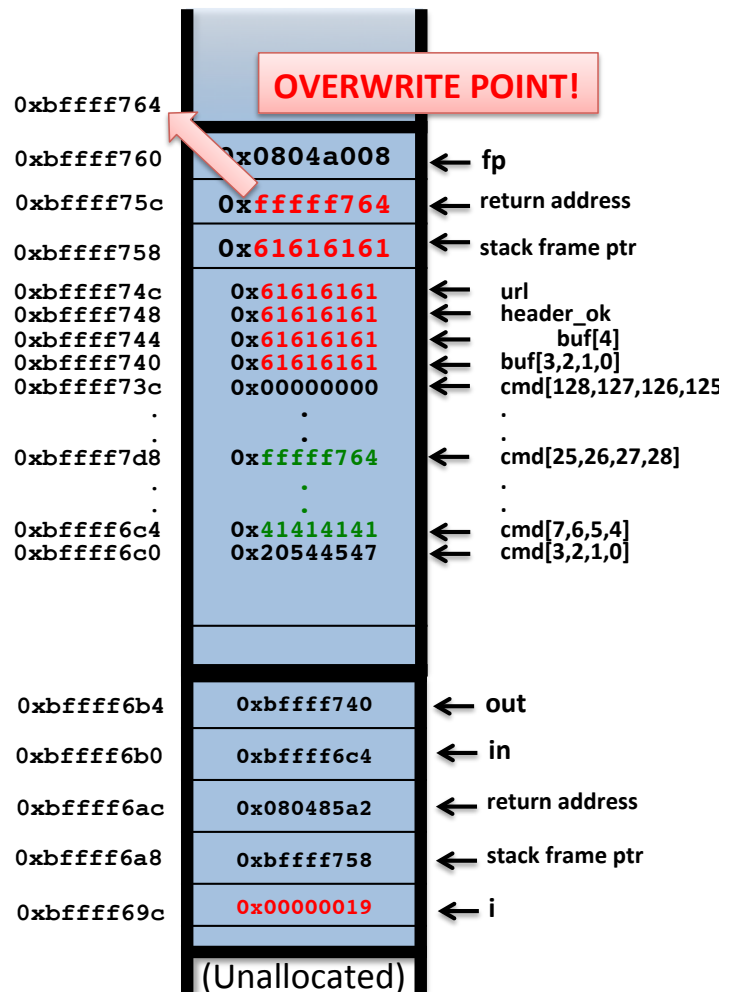 OVERWRITE POINT!
0xbffff764
0xbffff760 0x0804a008 fp
0xbffff75c 0xfffff764 return address
0xbffff758 0x61616161 stack frame ptr
0xbffff74c 0x61616161 url
0xbffff748 0x61616161 header_ok
0xbffff744 0x61616161 buf[4]
0xbffff740 0x61616161 buf[3,2,1,0]
0xbffff73c 0x00000000 cmd[128,127,126,125
. . .
. . .
0xbffff7d8 0xfffff764 cmd[25,26,27,28]
. . .
. . .
0xbffff6c4 0x41414141 cmd[7,6,5,4]
0xbffff6c0 0x20544547 cmd[3,2,1,0]
0xbffff6b4 0xbffff740 out
0xbffff6b0 0xbffff6c4 in
0xbffff6ac 0x080485a2 return address
0xbffff6a8 0xbffff758 stack frame ptr
0xbffff69c 0x00000019 i
(Unallocated)